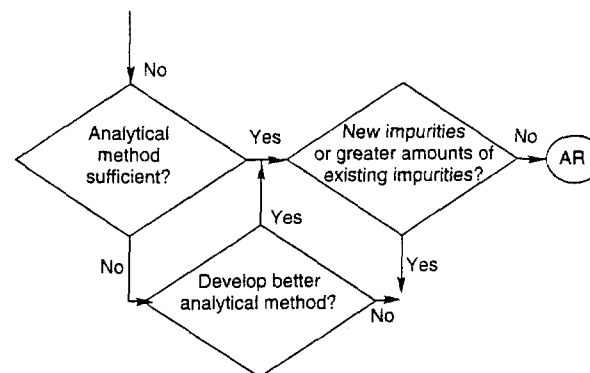 No
Analytical
method
sufficient?
Yes
New impurities
or greater amounts of
existing impurities?
No
AR
No
Yes
Yes
Develop better
analytical method?
No